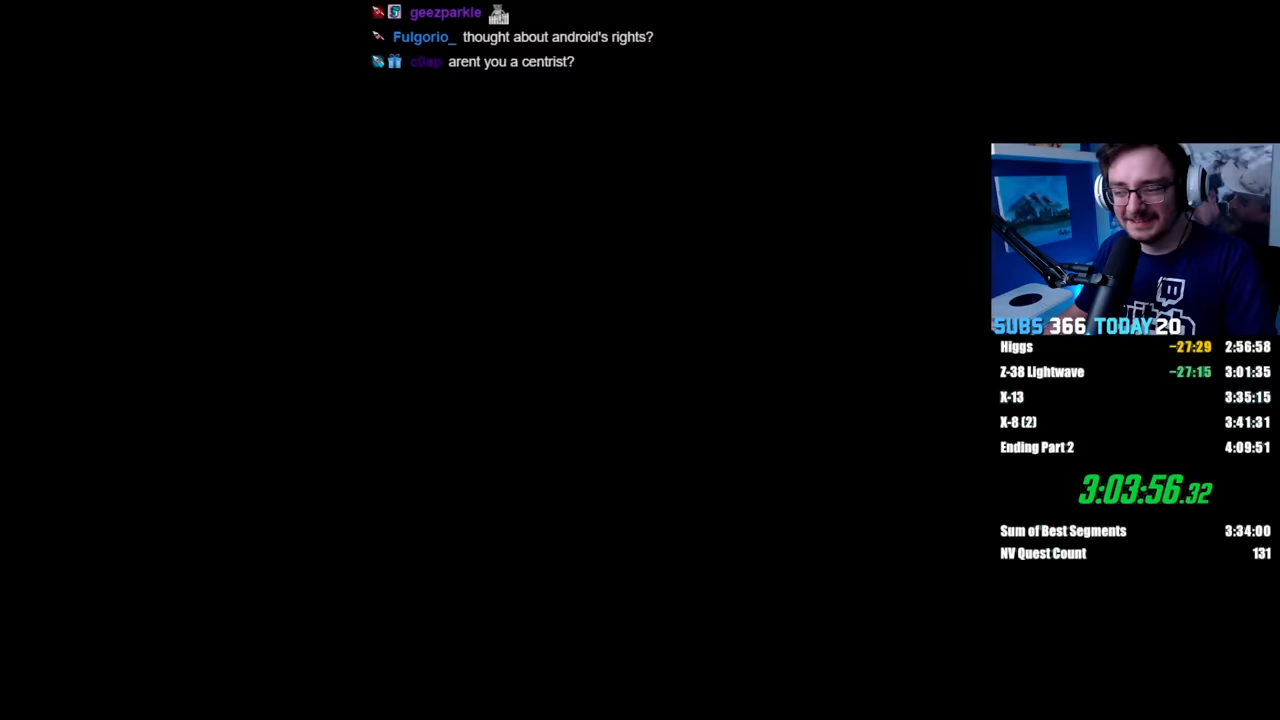 geezparkle
Fulgorio_ thought about android's rights?
c0ap arent you a centrist?
SUBS 366 TODAY 20
Higgs -27:29 2:56:58
Z-38 Lightwave -27:15 3:01:35
X-13 3:35:15
X-8 (2) 3:41:31
Ending Part 2 4:09:51
3:03:56.32
Sum of Best Segments 3:34:00
NV Quest Count 131